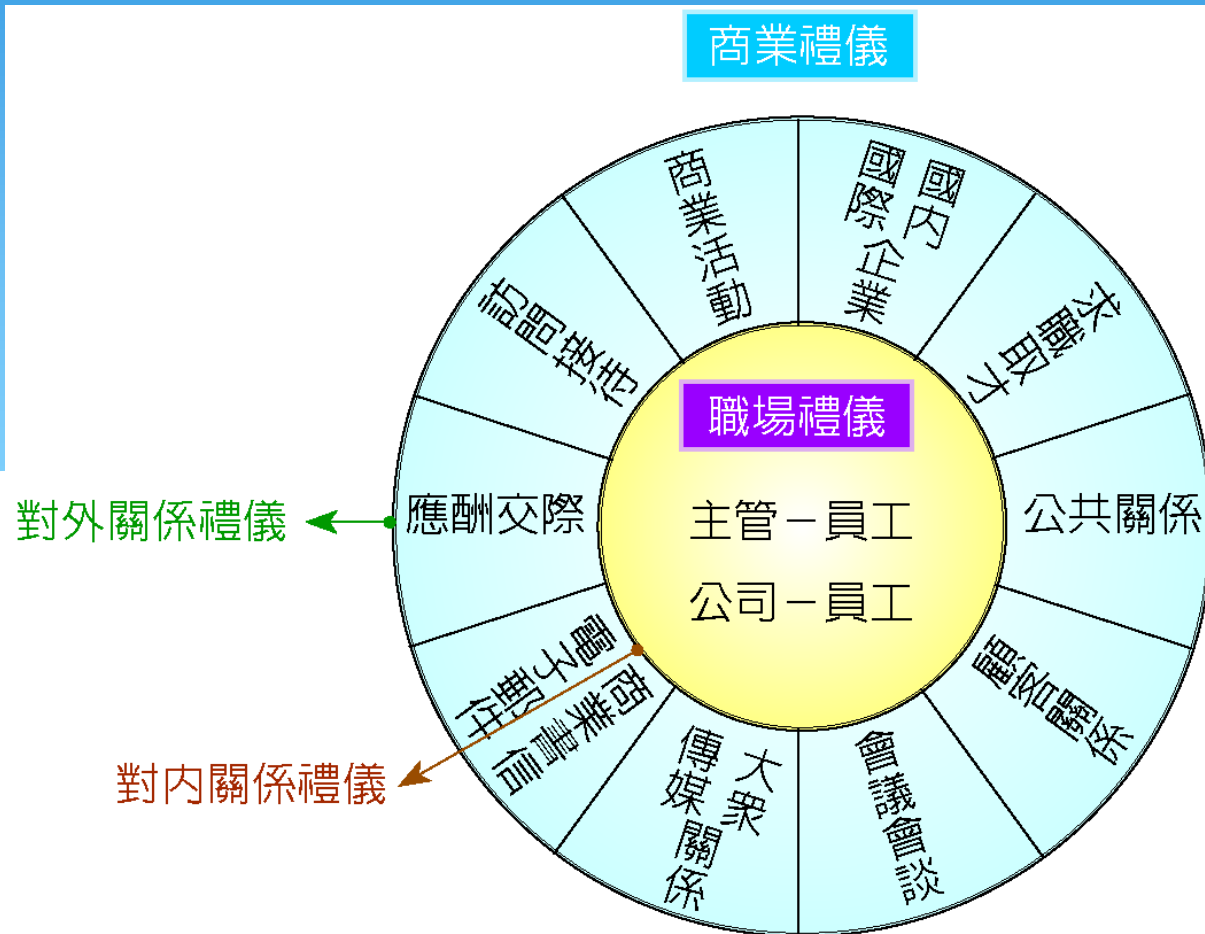 商業禮儀
國內
國際企業
求職取才
公共關係
顧客關係
會議會談
大眾
傳媒關係
商業書信
電子郵件
應酬交際
訪問接待
商業活動
職場禮儀
主管－員工
公司－員工
對外關係禮儀
對內關係禮儀